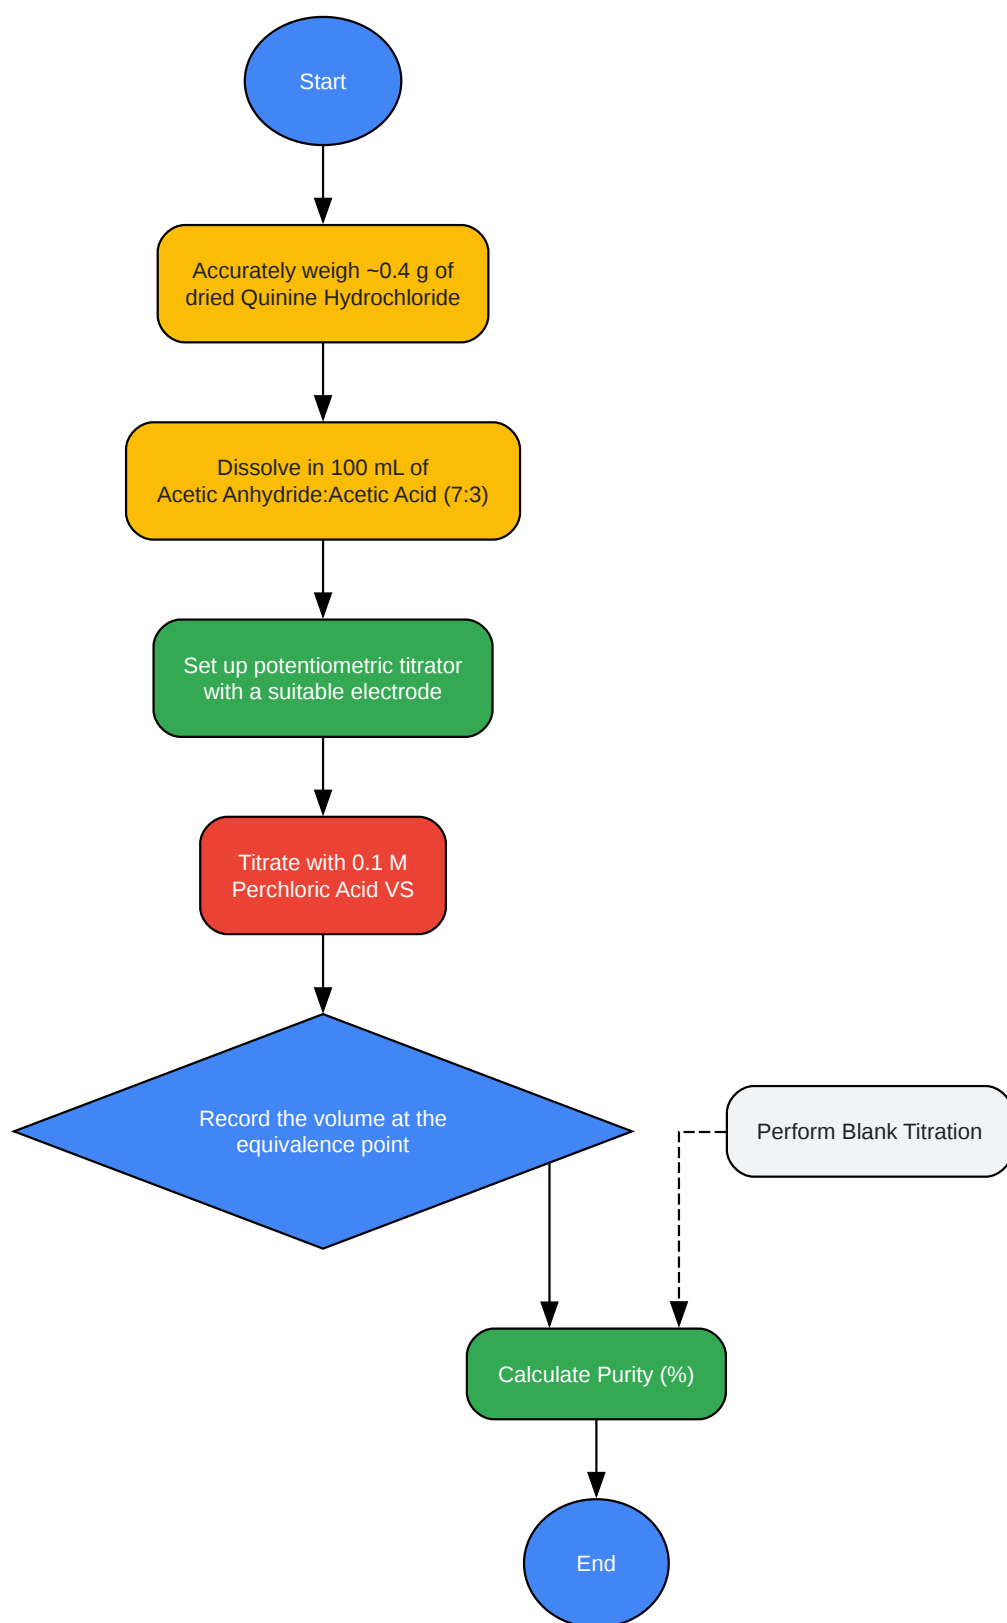 Start
Accurately weigh ~0.4 g of
dried Quinine Hydrochloride
Dissolve in 100 mL of
Acetic Anhydride:Acetic Acid (7:3)
Set up potentiometric titrator
with a suitable electrode
Titrate with 0.1 M
Perchloric Acid VS
Record the volume at the
equivalence point
Perform Blank Titration
Calculate Purity (%)
End